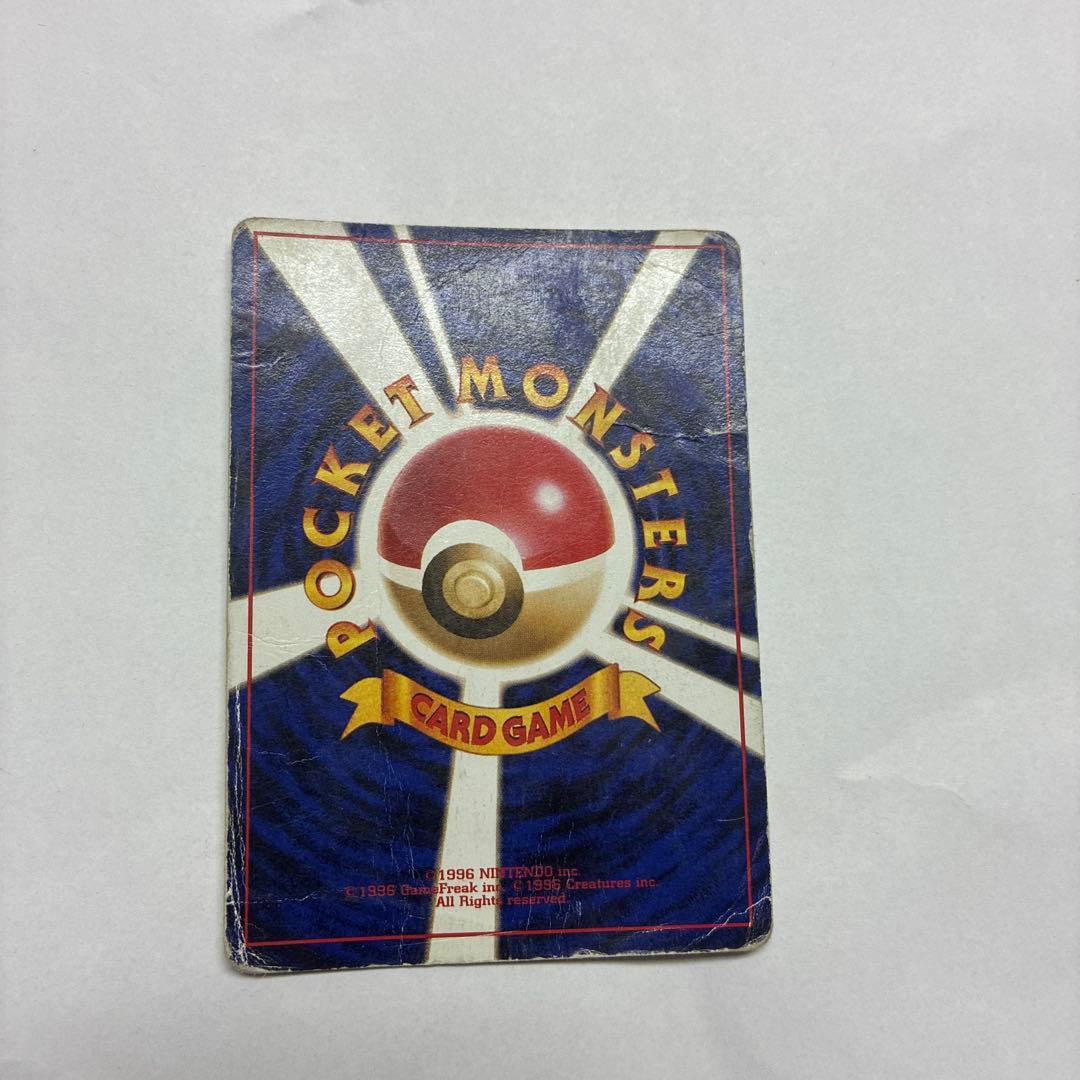 POCKET MONSTERS
CARD GAME
©1996 NINTENDO inc.
©1996 GameFreak inc. ©1996 Creatures inc.
All Rights reserved.